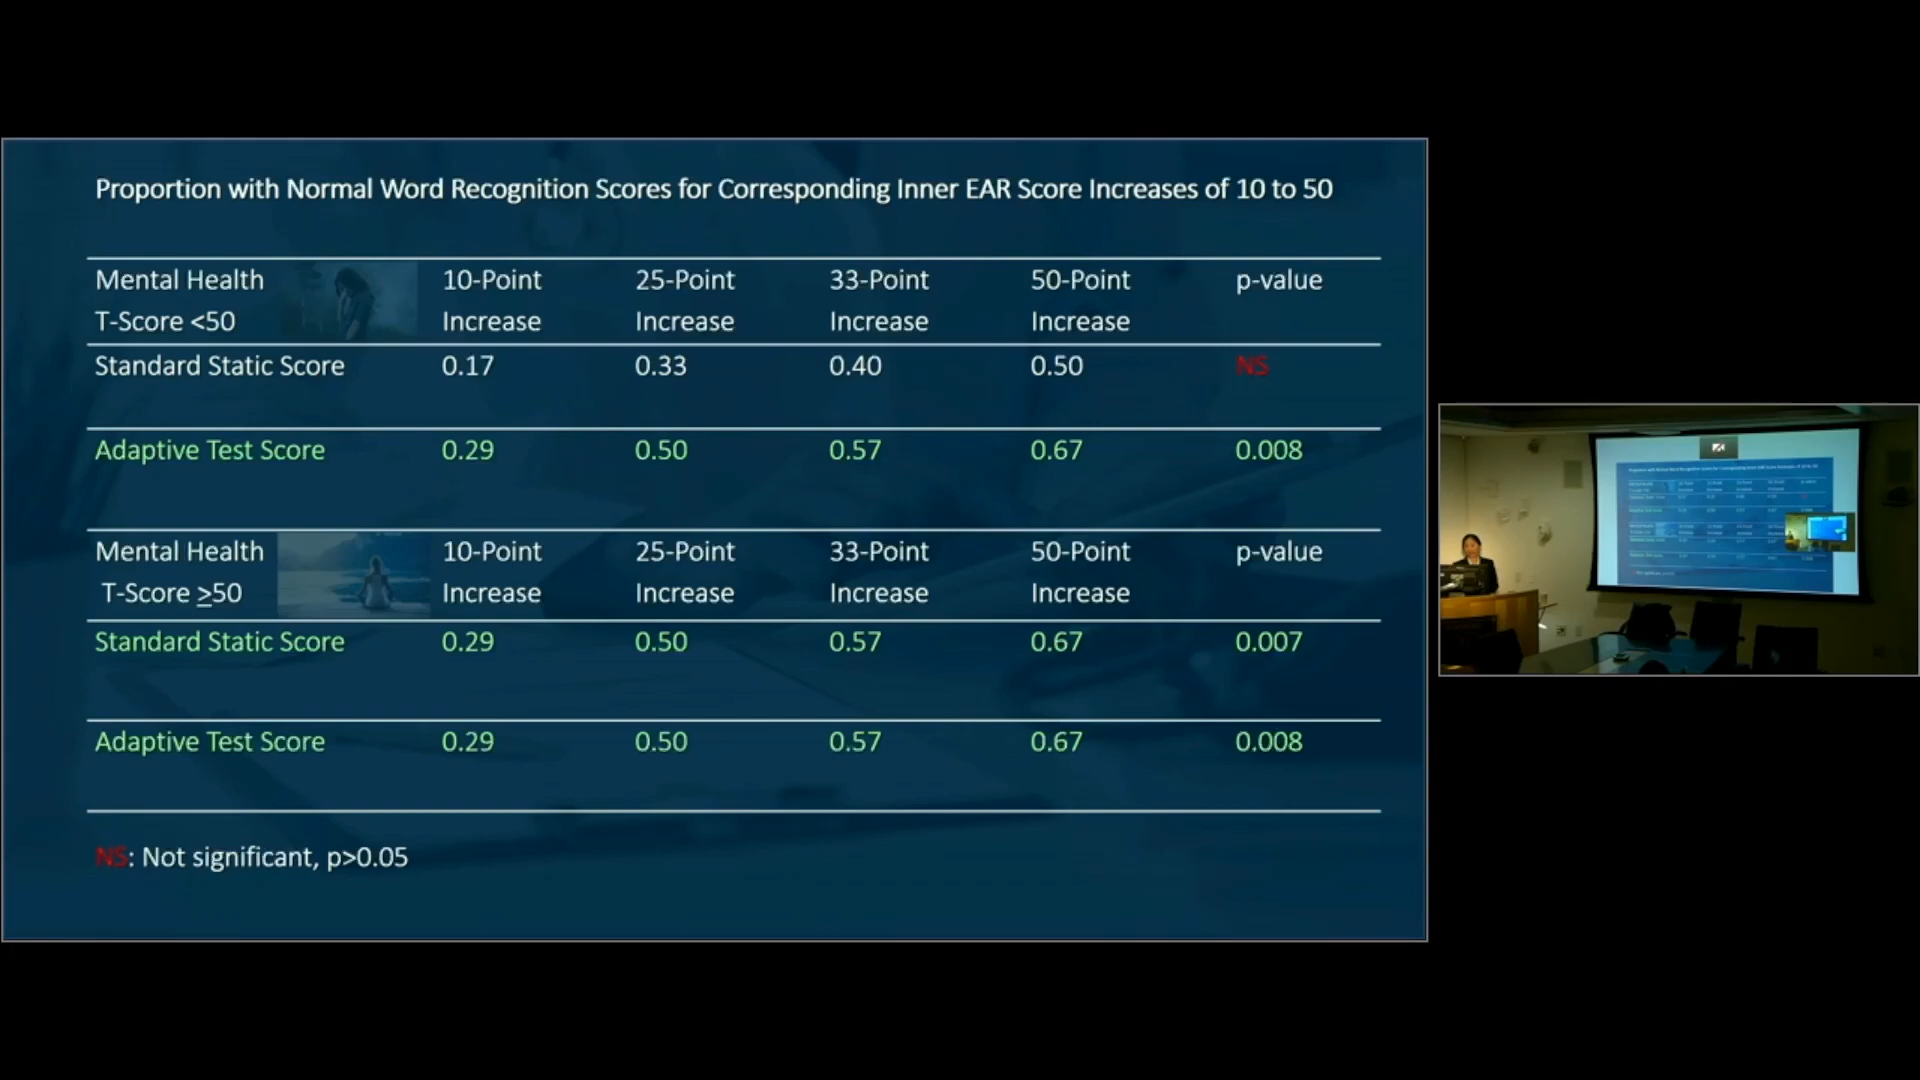 Proportion with Normal Word Recognition Scores for Corresponding Inner EAR Score Increases of 10 to 50
Mental Health 10-Point 25-Point 33-Point 50-Point p-value
T-Score <50 Increase Increase Increase Increase
Standard Static Score 0.17 0.33 0.40 0.50 NS
Adaptive Test Score 0.29 0.50 0.57 0.67 0.008
Mental Health 10-Point 25-Point 33-Point 50-Point p-value
T-Score ≥50 Increase Increase Increase Increase
Standard Static Score 0.29 0.50 0.57 0.67 0.007
Adaptive Test Score 0.29 0.50 0.57 0.67 0.008
NS: Not significant, p>0.05